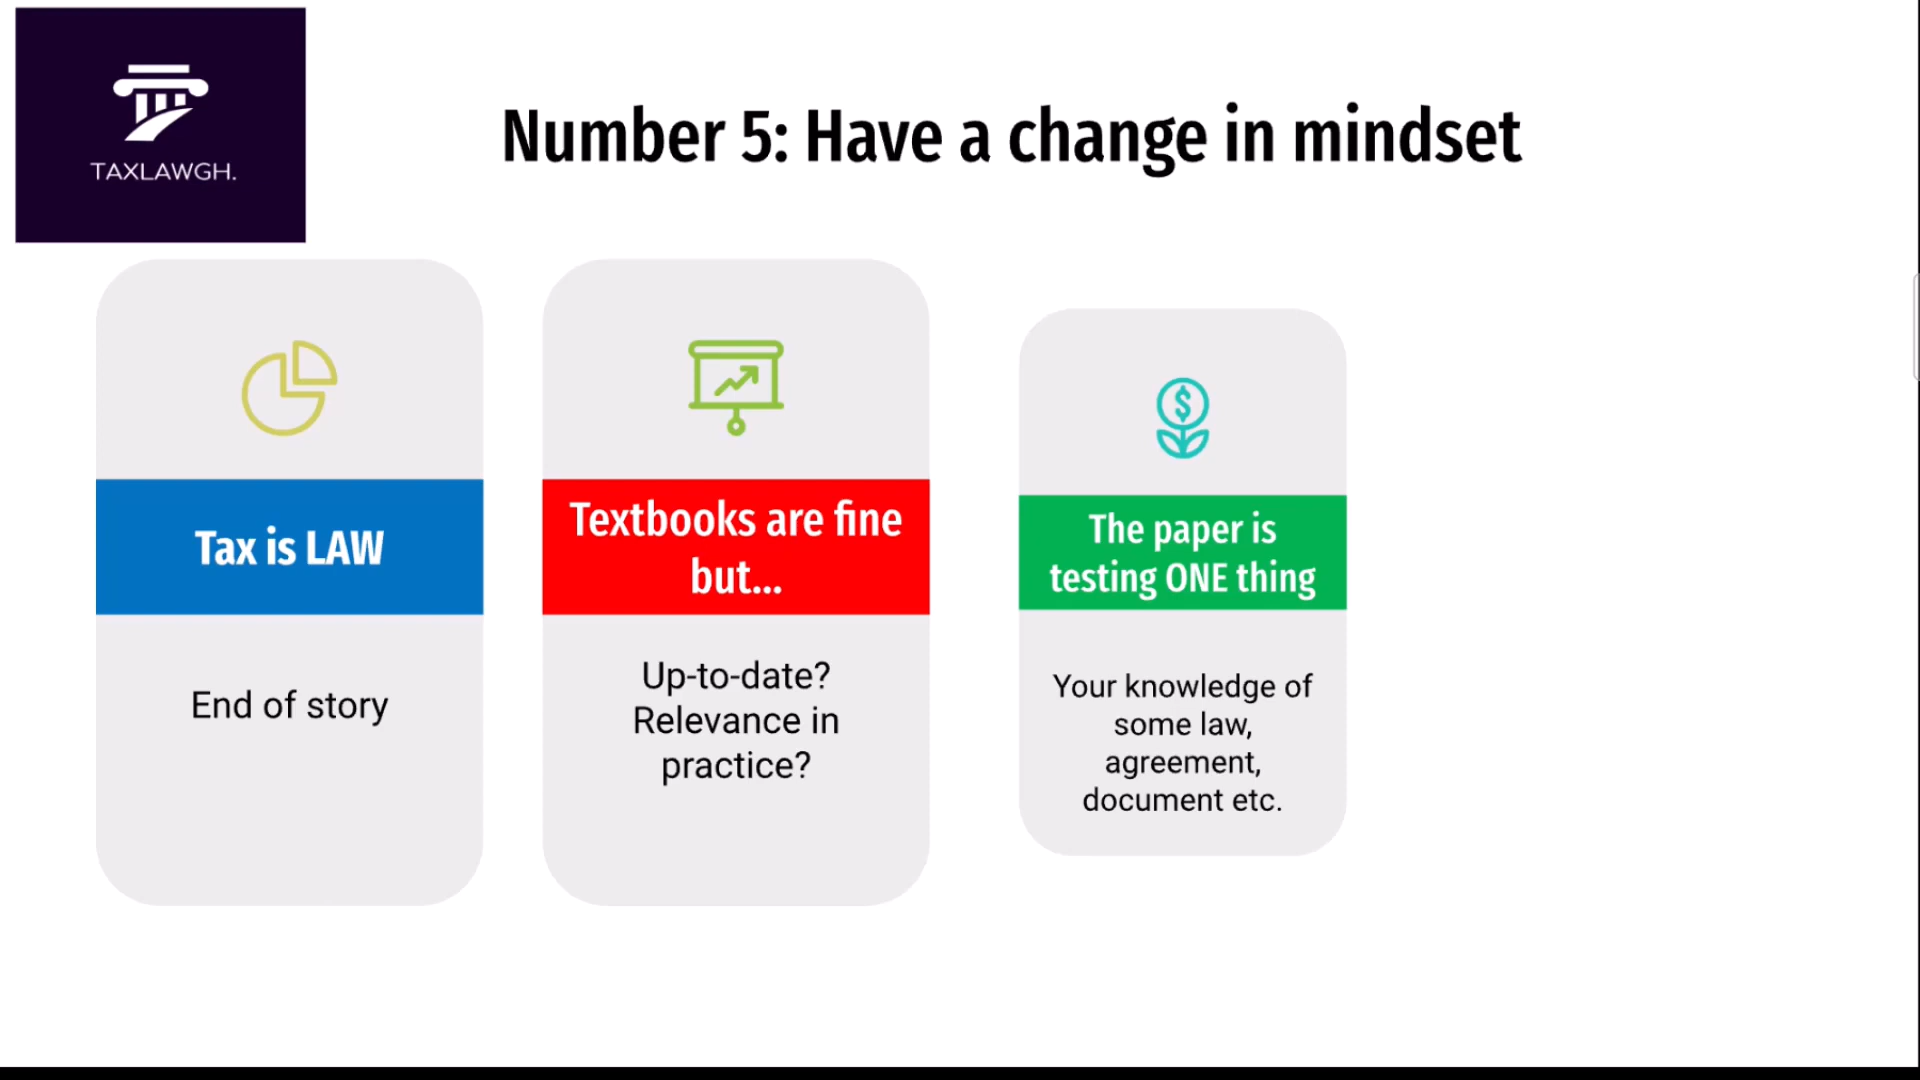 TAXLAWGH.
Number 5: Have a change in mindset
Tax is LAW
End of story
Textbooks are fine
but...
Up-to-date?
Relevance in
practice?
The paper is
testing ONE thing
Your knowledge of
some law,
agreement,
document etc.